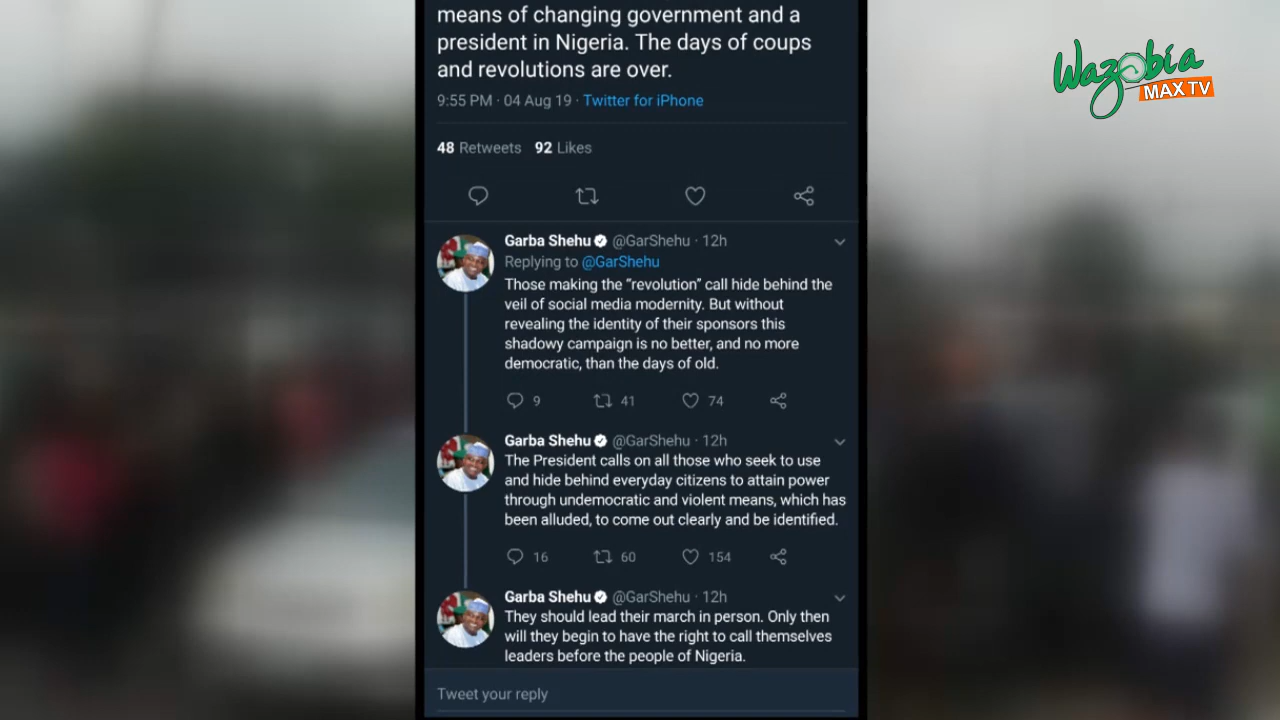 means of changing government and a
president in Nigeria. The days of coups
and revolutions are over.
Wazobia
MAX TV
9:55 PM · 04 Aug 19 · Twitter for iPhone
48 Retweets 92 Likes
Garba Shehu @GarShehu · 12h
Replying to @GarShehu
Those making the “revolution” call hide behind the
veil of social media modernity. But without
revealing the identity of their sponsors this
shadowy campaign is no better, and no more
democratic, than the days of old.
9 41 74
Garba Shehu @GarShehu · 12h
The President calls on all those who seek to use
and hide behind everyday citizens to attain power
through undemocratic and violent means, which has
been alluded, to come out clearly and be identified.
16 60 154
Garba Shehu @GarShehu · 12h
They should lead their march in person. Only then
will they begin to have the right to call themselves
leaders before the people of Nigeria.
Tweet your reply